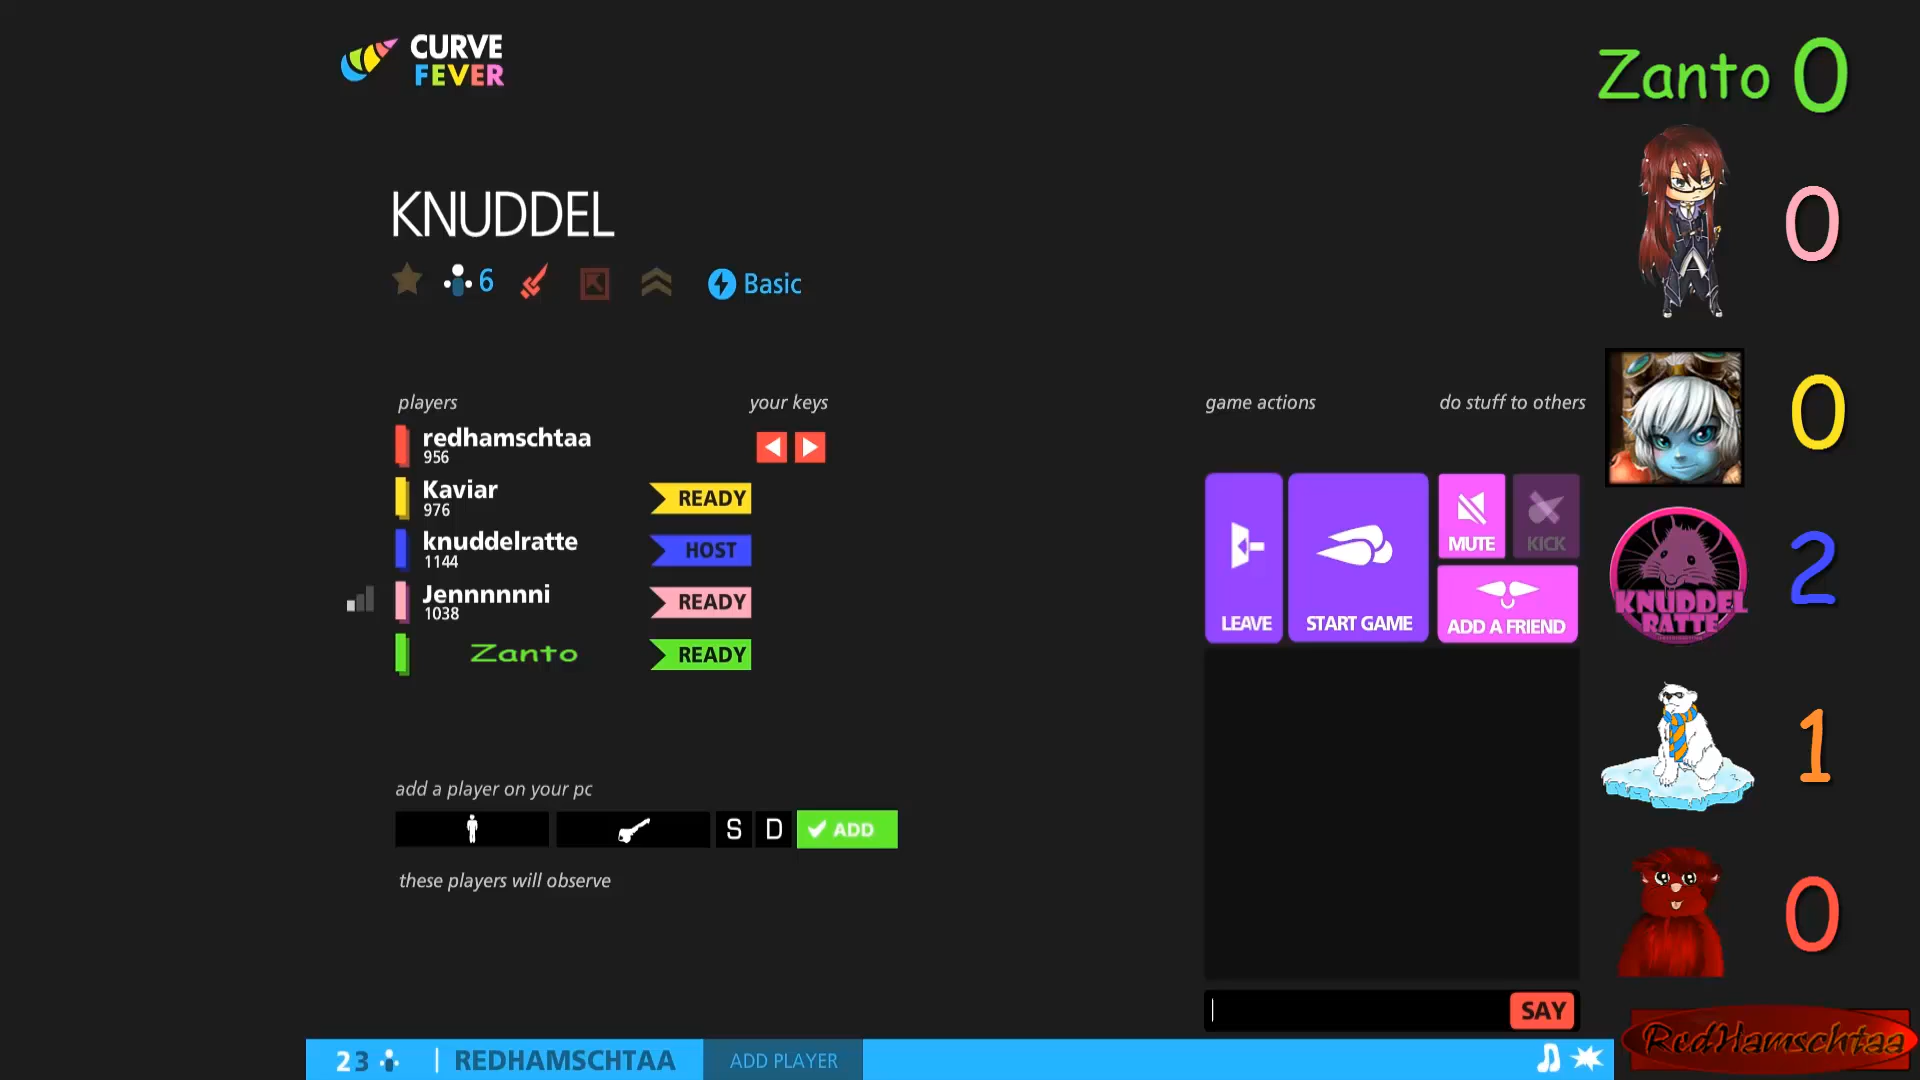 CURVE
FEVER
Zanto 0
KNUDDEL
0
6
Basic
players
your keys
game actions
do stuff to others
0
redhamschtaa
956
Kaviar
976
READY
knuddelratte
1144
HOST
MUTE
KICK
Jennnnnni
1038
READY
LEAVE
START GAME
ADD A FRIEND
KNUDDEL
RATTE
2
Zanto
READY
1
add a player on your pc
S
D
ADD
these players will observe
0
SAY
23
REDHAMSCHTAA
ADD PLAYER
RedHamschtaa